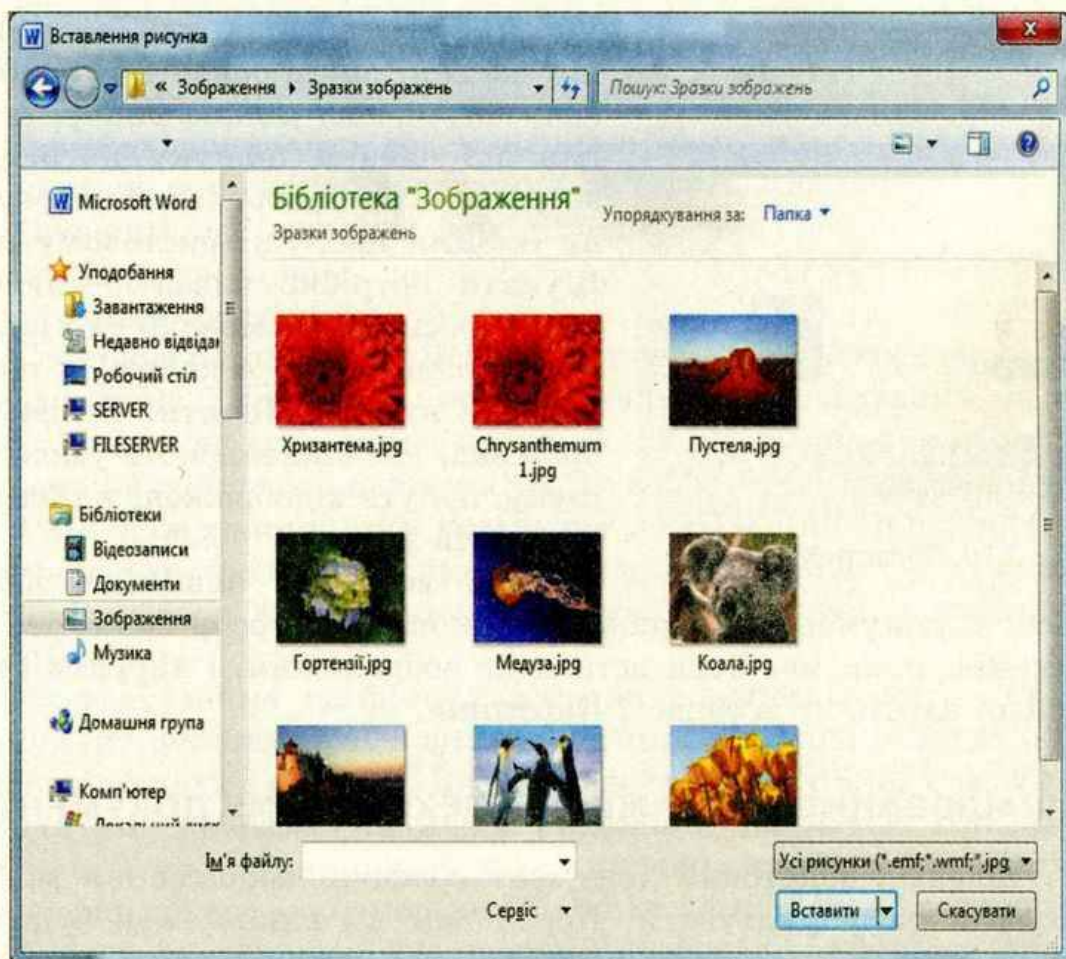 Вставлення рисунка
« Зображення Зразки зображень
Пошук: Зразки зображень
Microsoft Word
Уподобання
Завантаження
Недавно відвідан
Робочий стіл
SERVER
FILESERVER
Бібліотеки
Відеозаписи
Документи
Зображення
Музика
Домашня група
Комп'ютер
Локальний диск
Бібліотека "Зображення"
Зразки зображень
Упорядкування за: Папка
Хризантема.jpg
Chrysanthemum
1.jpg
Пустеля.jpg
Гортензії.jpg
Медуза.jpg
Коала.jpg
Ім'я файлу:
Усі рисунки (*.emf;*.wmf;*.jpg
Сервіс
Вставити
Скасувати